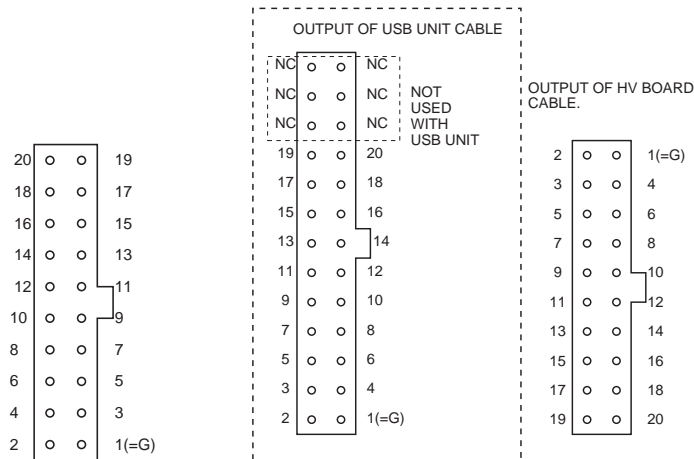 OUTPUT OF USB UNIT CABLE
NC NC
NC NC
NC NC
NOT
USED
WITH
USB UNIT
19 20
17 18
15 16
13 14
11 12
9 10
7 8
5 6
3 4
2 1(=G)
OUTPUT OF HV BOARD
CABLE.
2 1(=G)
3 4
5 6
7 8
9 10
11 12
13 14
15 16
17 18
19 20
20 19
18 17
16 15
14 13
12 11
10 9
8 7
6 5
4 3
2 1(=G)